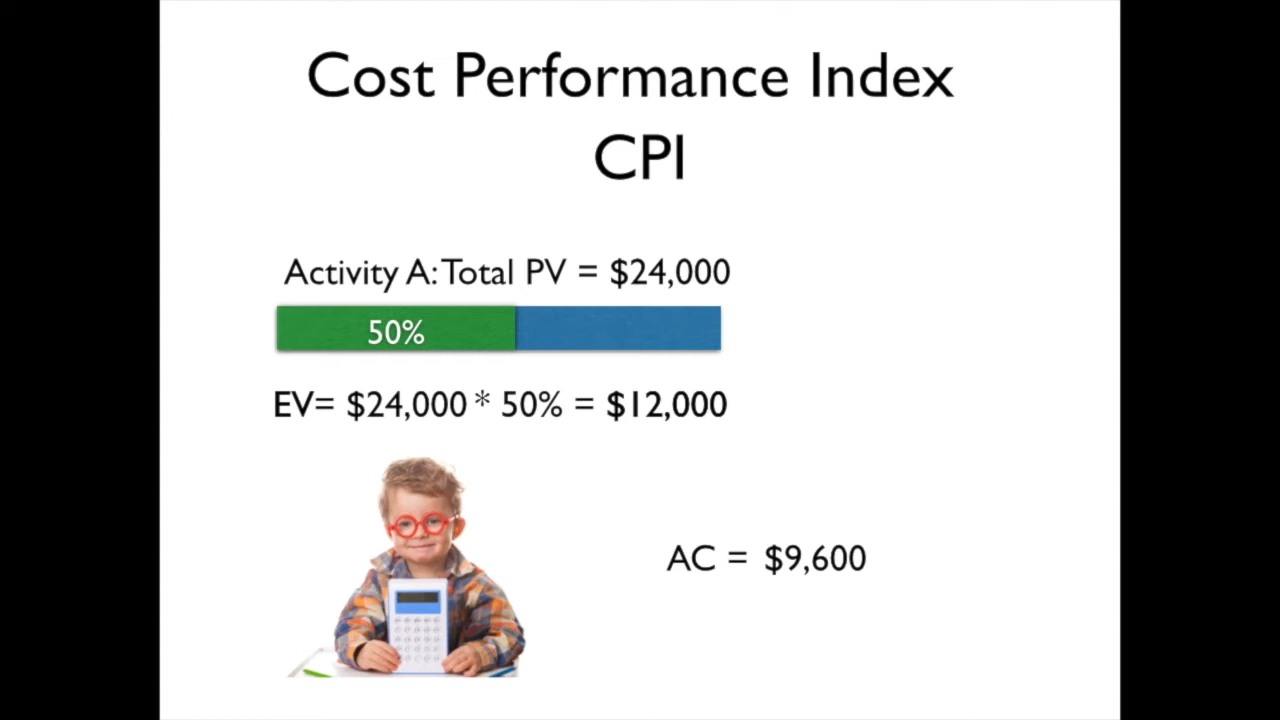 Cost Performance Index
CPI
Activity A: Total PV = $24,000
50%
EV= $24,000 * 50% = $12,000
AC = $9,600